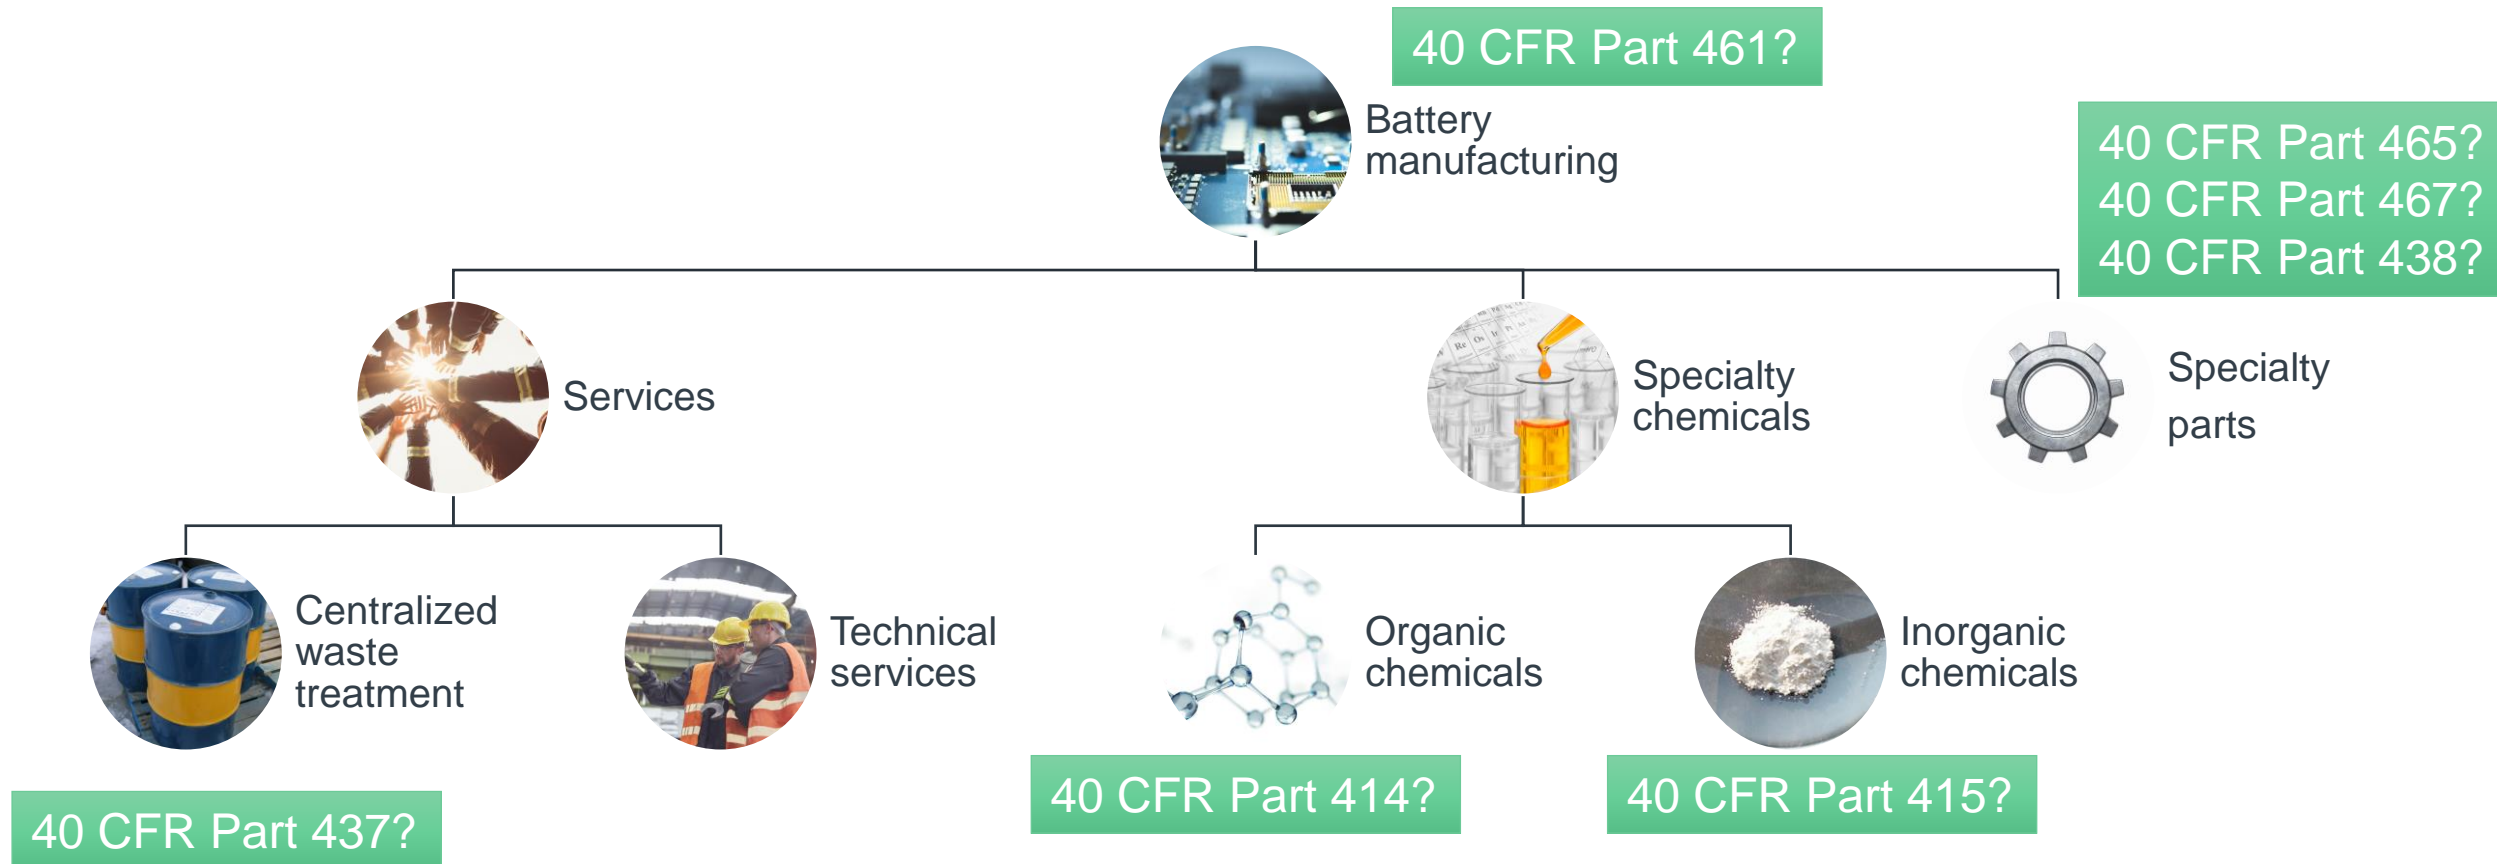 40 CFR Part 461?
Battery
manufacturing
40 CFR Part 465?
40 CFR Part 467?
40 CFR Part 438?
Services
Specialty
chemicals
Specialty
parts
Centralized
waste
treatment
Technical
services
Organic
chemicals
Inorganic
chemicals
40 CFR Part 437?
40 CFR Part 414?
40 CFR Part 415?